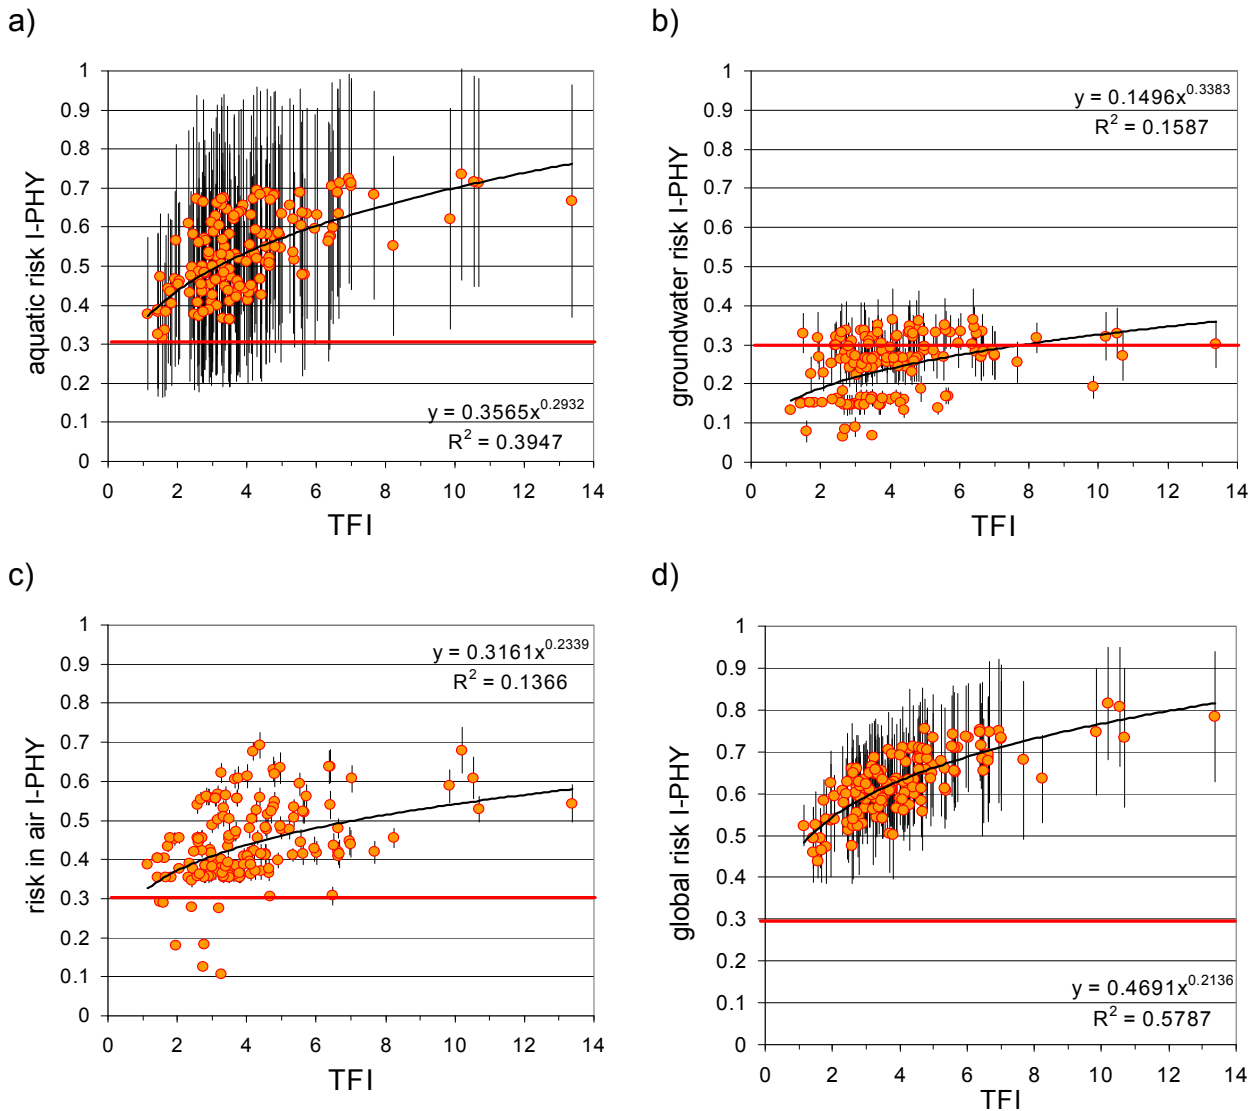 a)
1
0.9
0.8
0.7
0.6
0.5
0.4
0.3
0.2
0.1
0
aquatic risk I-PHY
y = 0.3565x^0.2932
R² = 0.3947
0 2 4 6 8 10 12 14
TFI
b)
1
0.9
0.8
0.7
0.6
0.5
0.4
0.3
0.2
0.1
0
groundwater risk I-PHY
y = 0.1496x^0.3383
R² = 0.1587
0 2 4 6 8 10 12 14
TFI
c)
1
0.9
0.8
0.7
0.6
0.5
0.4
0.3
0.2
0.1
0
risk in air I-PHY
y = 0.3161x^0.2339
R² = 0.1366
0 2 4 6 8 10 12 14
TFI
d)
1
0.9
0.8
0.7
0.6
0.5
0.4
0.3
0.2
0.1
0
global risk I-PHY
y = 0.4691x^0.2136
R² = 0.5787
0 2 4 6 8 10 12 14
TFI